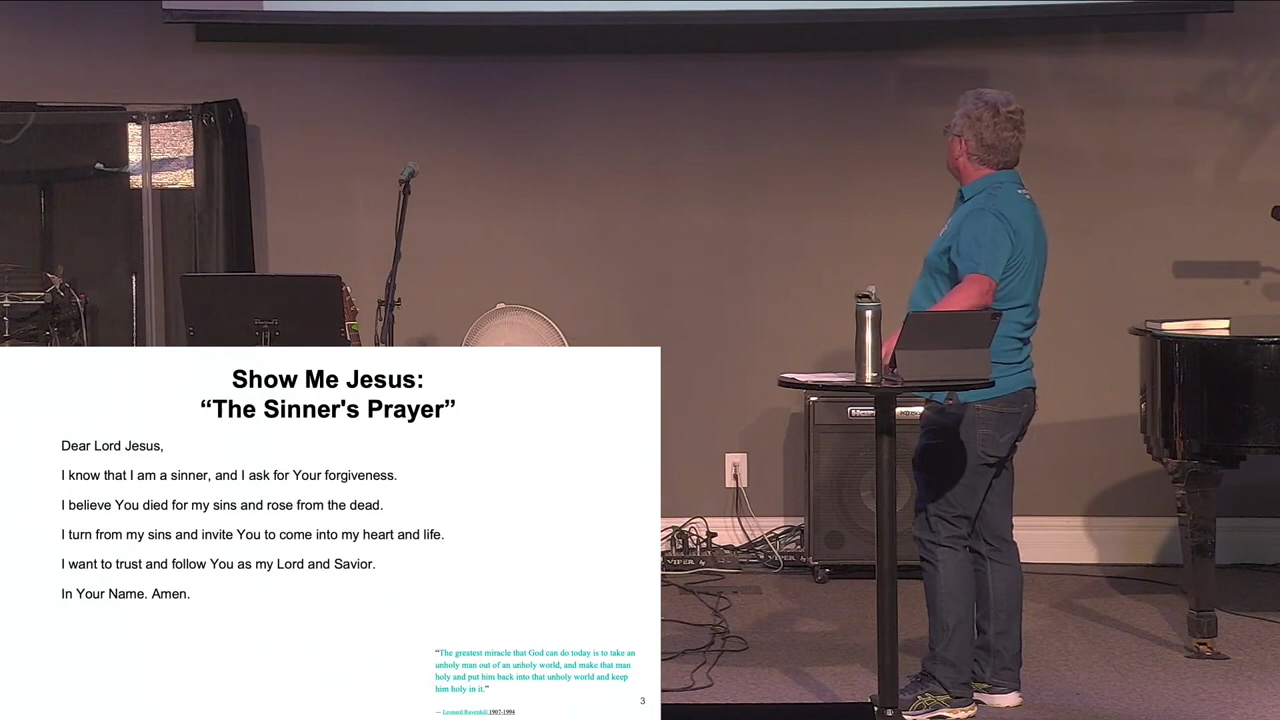 Show Me Jesus:
“The Sinner's Prayer”
Dear Lord Jesus,
I know that I am a sinner, and I ask for Your forgiveness.
I believe You died for my sins and rose from the dead.
I turn from my sins and invite You to come into my heart and life.
I want to trust and follow You as my Lord and Savior.
In Your Name. Amen.
“The greatest miracle that God can do today is to take an
unholy man out of an unholy world, and make that man
holy and put him back into that unholy world and keep
him holy in it.”
3
— Leonard Ravenhill 1907-1994
VIPER